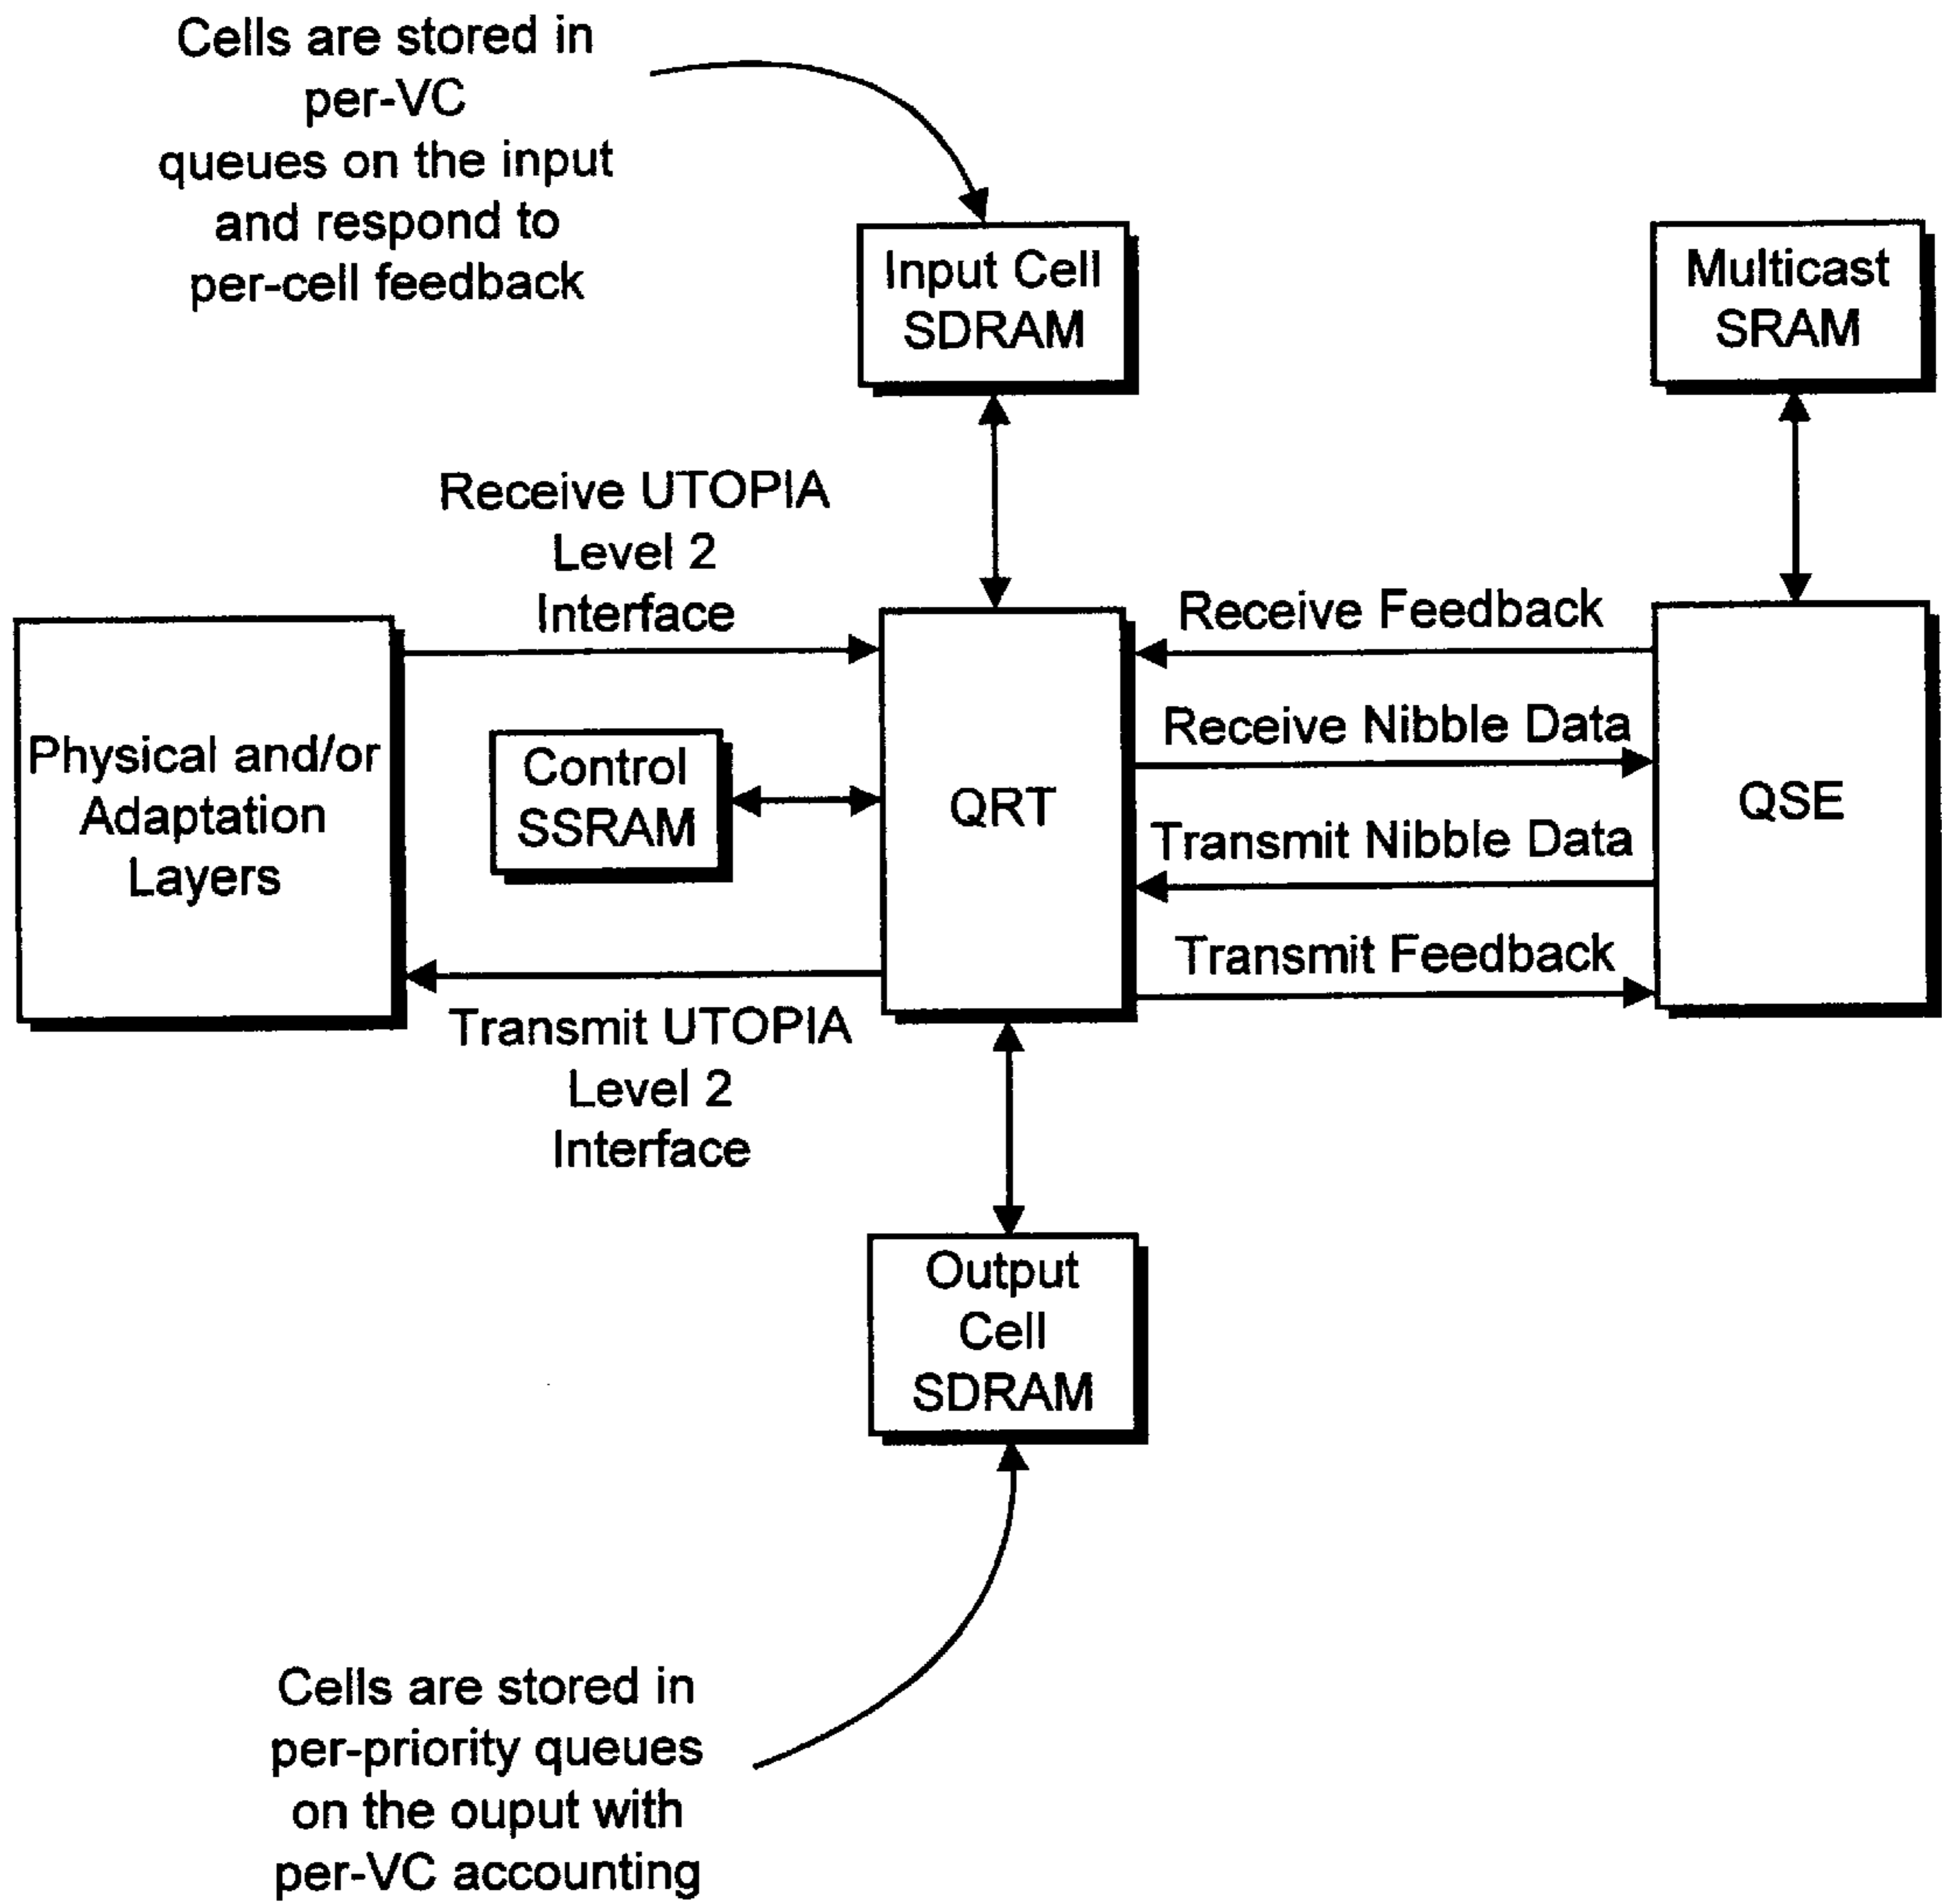 Cells are stored in
per-VC
queues on the input
and respond to
per-cell feedback
Input Cell
SDRAM
Multicast
SRAM
Receive UTOPIA
Level 2
Interface
Receive Feedback
Physical and/or
Adaptation
Layers
Control
SSRAM
QRT
Receive Nibble Data
QSE
Transmit Nibble Data
Transmit Feedback
Transmit UTOPIA
Level 2
Interface
Output
Cell
SDRAM
Cells are stored in
per-priority queues
on the ouput with
per-VC accounting